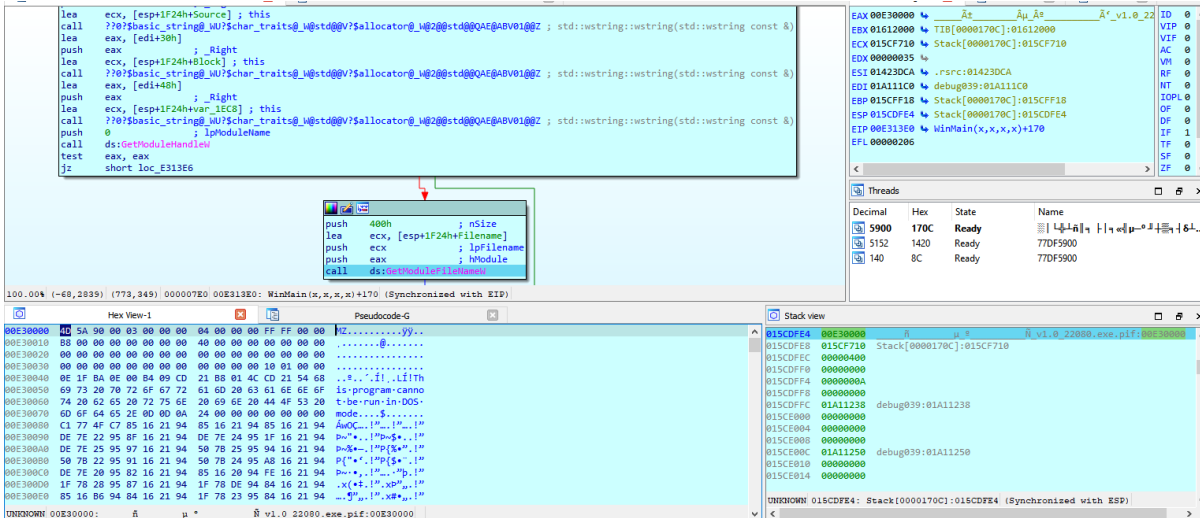 lea     ecx, [esp+1F24h+Source] ; this
call    ??0?$basic_string@_WU?$char_traits@_W@std@@V?$allocator@_W@2@@std@@QAE@ABV01@@Z ; std::wstring::wstring(std::wstring const &)
lea     eax, [edi+30h]
push    eax             ; _Right
lea     ecx, [esp+1F24h+Block] ; this
call    ??0?$basic_string@_WU?$char_traits@_W@std@@V?$allocator@_W@2@@std@@QAE@ABV01@@Z ; std::wstring::wstring(std::wstring const &)
lea     eax, [edi+48h]
push    eax             ; _Right
lea     ecx, [esp+1F24h+var_1EC8] ; this
call    ??0?$basic_string@_WU?$char_traits@_W@std@@V?$allocator@_W@2@@std@@QAE@ABV01@@Z ; std::wstring::wstring(std::wstring const &)
push    0               ; lpModuleName
call    ds:GetModuleHandleW
test    eax, eax
jz      short loc_E313E6
push    400h            ; nSize
lea     ecx, [esp+1F24h+Filename]
push    ecx             ; lpFilename
push    eax             ; hModule
call    ds:GetModuleFileNameW
100.00% (-68,2839) (773,349) 000007E0 00E313E0: WinMain(x,x,x,x)+170 (Synchronized with EIP)
EAX 00E30000
EBX 01612000 TIB[0000170C]:01612000
ECX 015CF710 Stack[0000170C]:015CF710
EDX 00000035
ESI 01423DCA .rsrc:01423DCA
EDI 01A111C0 debug039:01A111C0
EBP 015CFF18 Stack[0000170C]:015CFF18
ESP 015CDFE4 Stack[0000170C]:015CDFE4
EIP 00E313E0 WinMain(x,x,x,x)+170
EFL 00000206
ID 0
VIP 0
VIF 0
AC 0
VM 0
RF 0
NT 0
IOPL 0
OF 0
DF 0
IF 1
TF 0
SF 0
ZF 0
Threads
Decimal Hex State Name
5900 170C Ready
5152 1420 Ready 77DF5900
140 8C Ready 77DF5900
Hex View-1 Pseudocode-G
00E30000 4D 5A 90 00 03 00 00 00 04 00 00 00 FF FF 00 00 MZ..........ÿÿ..
00E30010 B8 00 00 00 00 00 00 00 40 00 00 00 00 00 00 00 ¸.......@.......
00E30020 00 00 00 00 00 00 00 00 00 00 00 00 00 00 00 00 ................
00E30030 00 00 00 00 00 00 00 00 00 00 00 00 10 01 00 00 ................
00E30040 0E 1F BA 0E 00 B4 09 CD 21 B8 01 4C CD 21 54 68 ..º..´.Í!¸.LÍ!Th
00E30050 69 73 20 70 72 6F 67 72 61 6D 20 63 61 6E 6E 6F is·program·canno
00E30060 74 20 62 65 20 72 75 6E 20 69 6E 20 44 4F 53 20 t·be·run·in·DOS·
00E30070 6D 6F 64 65 2E 0D 0D 0A 24 00 00 00 00 00 00 00 mode....$.......
00E30080 C1 77 4F C7 85 16 21 94 85 16 21 94 85 16 21 94
00E30090 DE 7E 22 95 8F 16 21 94 DE 7E 24 95 1F 16 21 94
00E300A0 DE 7E 25 95 97 16 21 94 50 7B 25 95 94 16 21 94
00E300B0 50 7B 22 95 91 16 21 94 50 7B 24 95 A8 16 21 94
00E300C0 DE 7E 20 95 82 16 21 94 85 16 20 94 FE 16 21 94
00E300D0 1F 78 28 95 87 16 21 94 1F 78 DE 94 84 16 21 94
00E300E0 85 16 B6 94 84 16 21 94 1F 78 23 95 84 16 21 94
UNKNOWN 00E30000: ñ µ º Ñ v1.0 22080.exe.pif:00E30000
Stack view
015CDFE4 00E30000 ñ µ º Ñ_v1.0_22080.exe.pif:00E30000
015CDFE8 015CF710 Stack[0000170C]:015CF710
015CDFEC 00000400
015CDFF0 00000000
015CDFF4 0000000A
015CDFF8 00000000
015CDFFC 01A11238 debug039:01A11238
015CE000 00000000
015CE004 00000000
015CE008 00000000
015CE00C 01A11250 debug039:01A11250
015CE010 00000000
015CE014 00000000
UNKNOWN 015CDFE4: Stack[0000170C]:015CDFE4 (Synchronized with ESP)